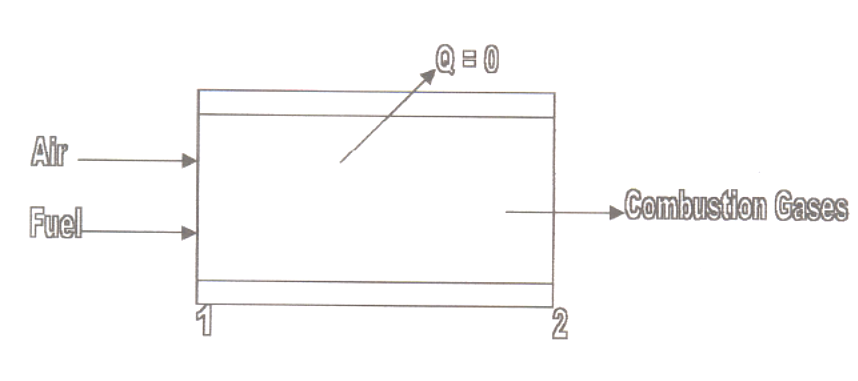 Q = 0
Air
Fuel
Combustion Gases
1
2